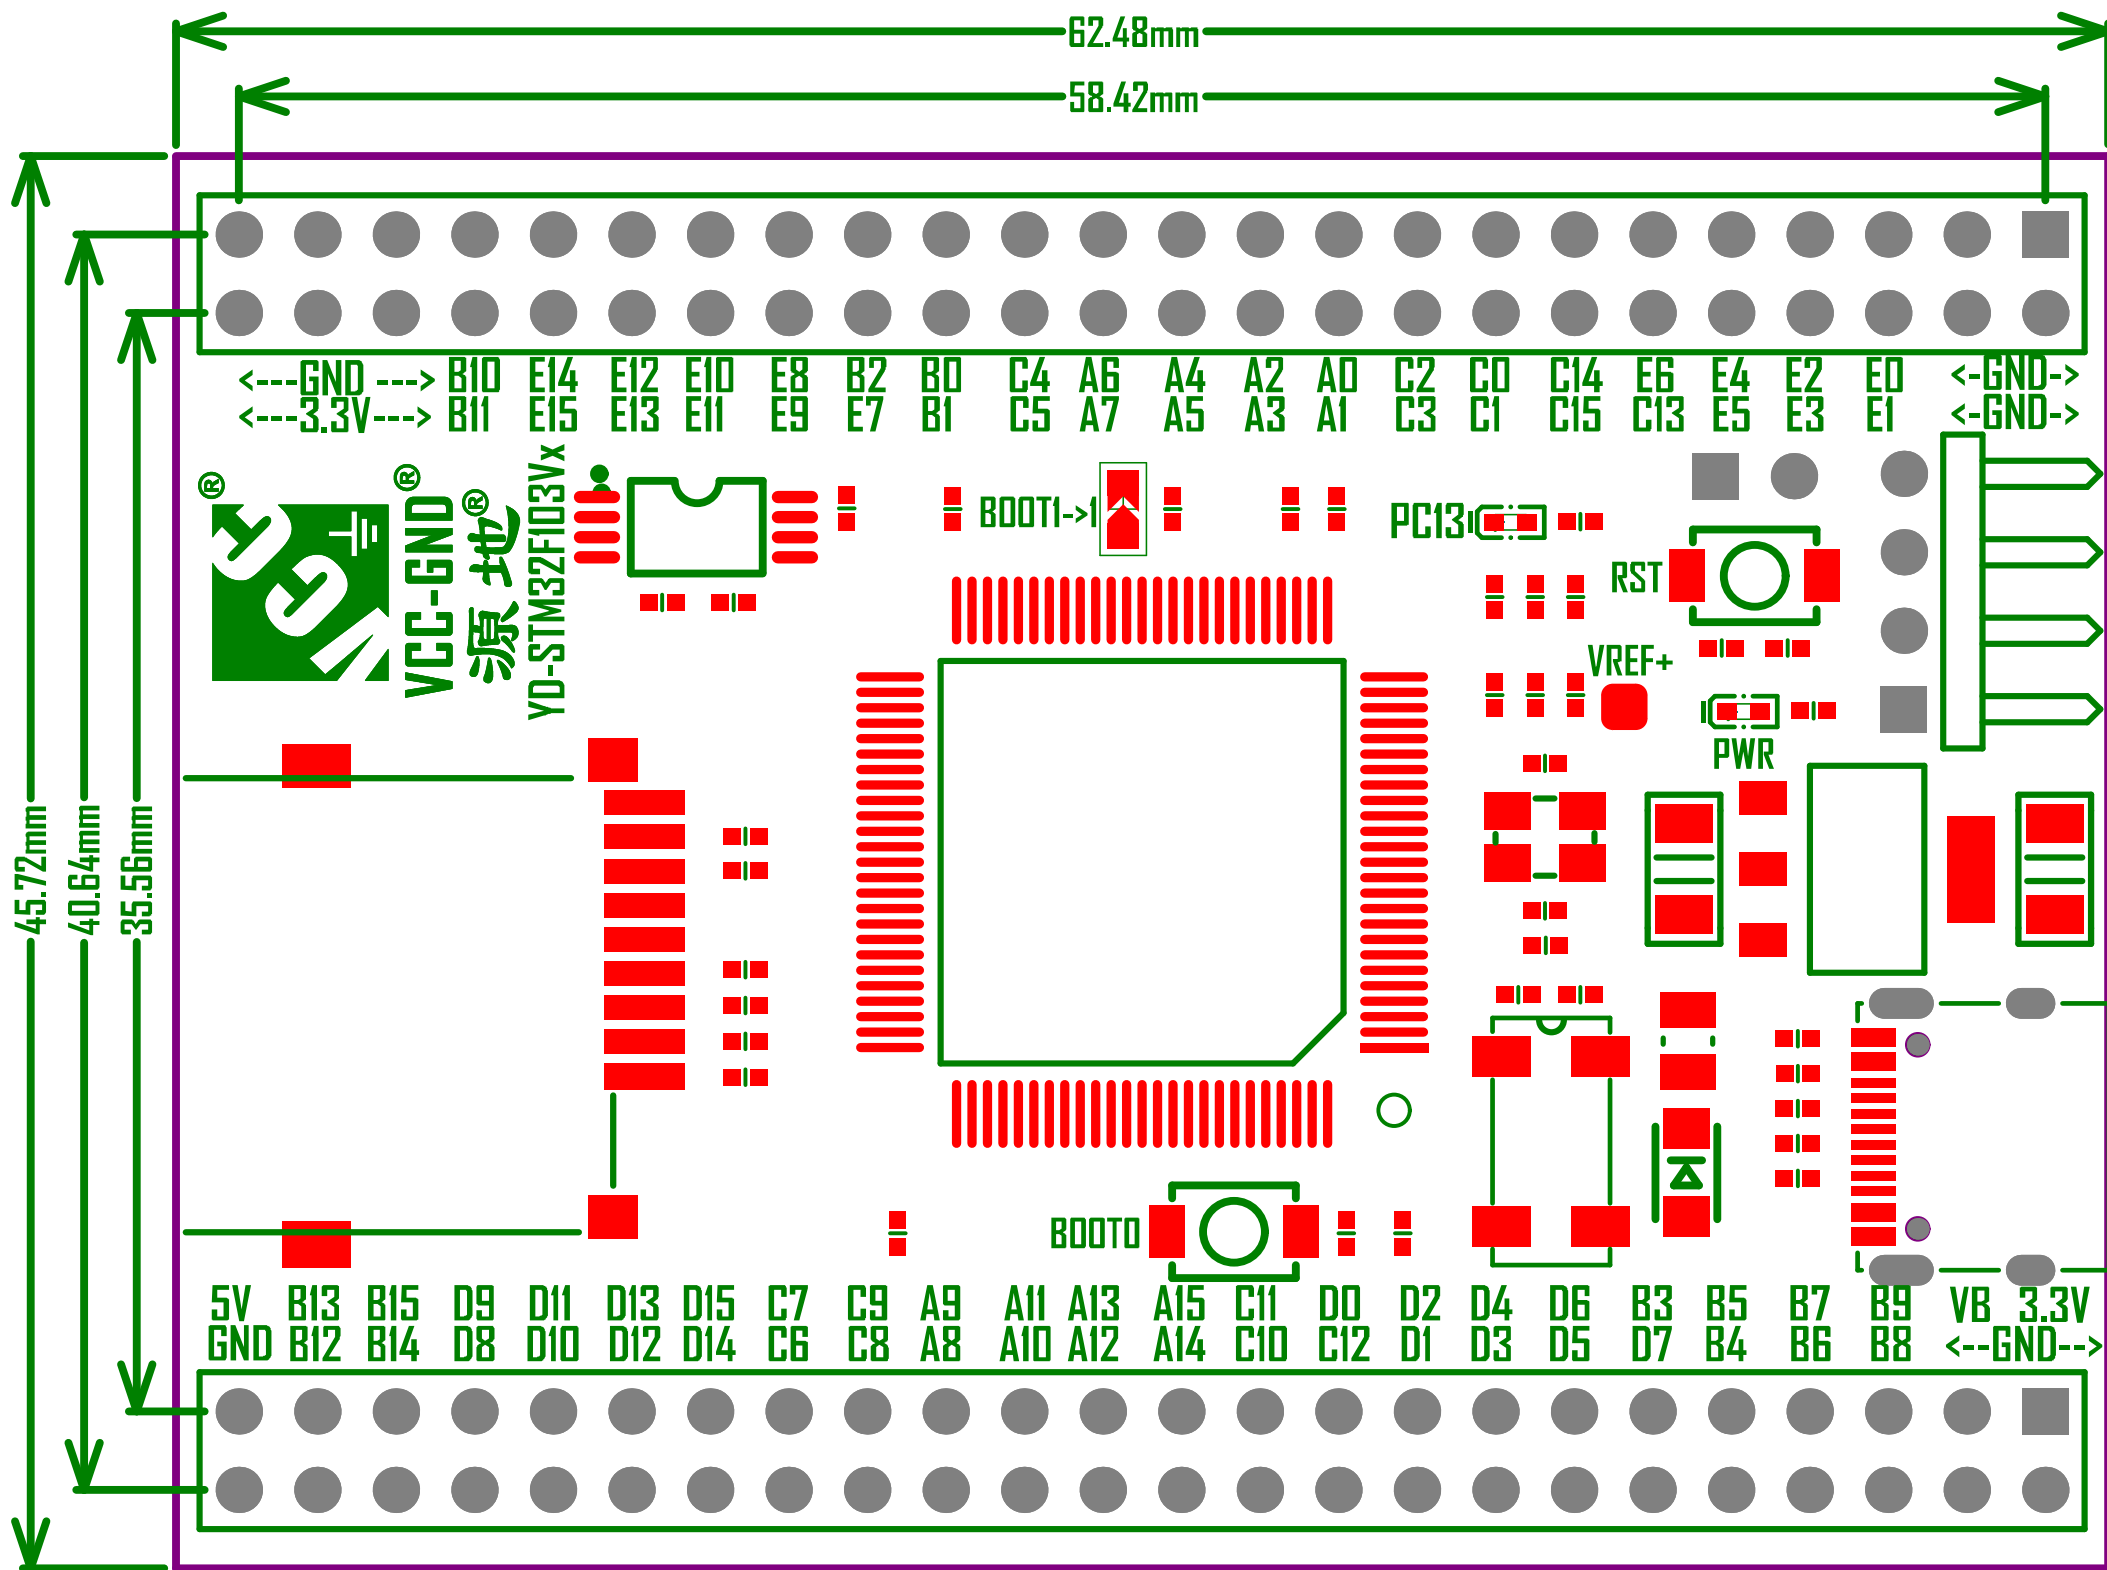 62.48mm
58.42mm
<---GND ---> B10 E14 E12 E10 E8 B2 B0 C4 A6 A4 A2 A0 C2 C0 C14 E6 E4 E2 E0 <-GND->
<---3.3V---> B11 E15 E13 E11 E9 E7 B1 C5 A7 A5 A3 A1 C3 C1 C15 C13 E5 E3 E1 <-GND->
®
®
VCC-GND
®
源地
YD-STM32F103Vx
BOOT1->1
PC13
RST
VREF+
PWR
45.72mm
40.64mm
35.56mm
BOOT0
5V B13 B15 D9 D11 D13 D15 C7 C9 A9 A11 A13 A15 C11 D0 D2 D4 D6 B3 B5 B7 B9 VB 3.3V
GND B12 B14 D8 D10 D12 D14 C6 C8 A8 A10 A12 A14 C10 C12 D1 D3 D5 D7 B4 B6 B8 <--GND-->